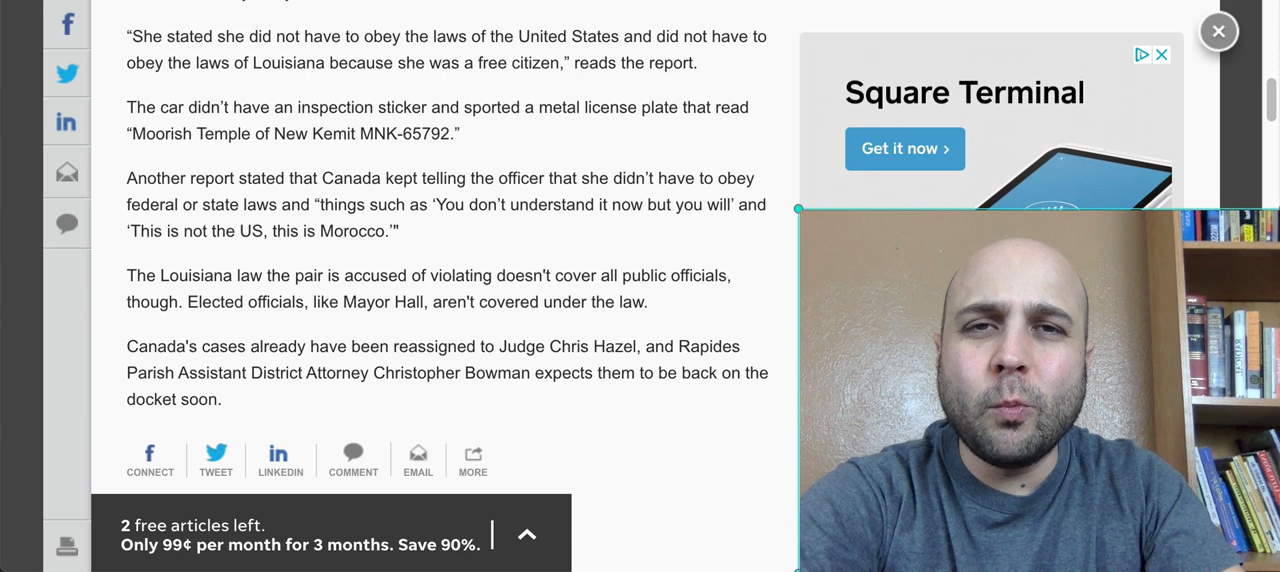 “She stated she did not have to obey the laws of the United States and did not have to
obey the laws of Louisiana because she was a free citizen,” reads the report.
The car didn’t have an inspection sticker and sported a metal license plate that read
“Moorish Temple of New Kemit MNK-65792.”
Another report stated that Canada kept telling the officer that she didn’t have to obey
federal or state laws and “things such as ‘You don’t understand it now but you will’ and
‘This is not the US, this is Morocco.’"
The Louisiana law the pair is accused of violating doesn't cover all public officials,
though. Elected officials, like Mayor Hall, aren't covered under the law.
Canada's cases already have been reassigned to Judge Chris Hazel, and Rapides
Parish Assistant District Attorney Christopher Bowman expects them to be back on the
docket soon.
CONNECT TWEET LINKEDIN COMMENT EMAIL MORE
2 free articles left.
Only 99¢ per month for 3 months. Save 90%.
Square Terminal
Get it now ›